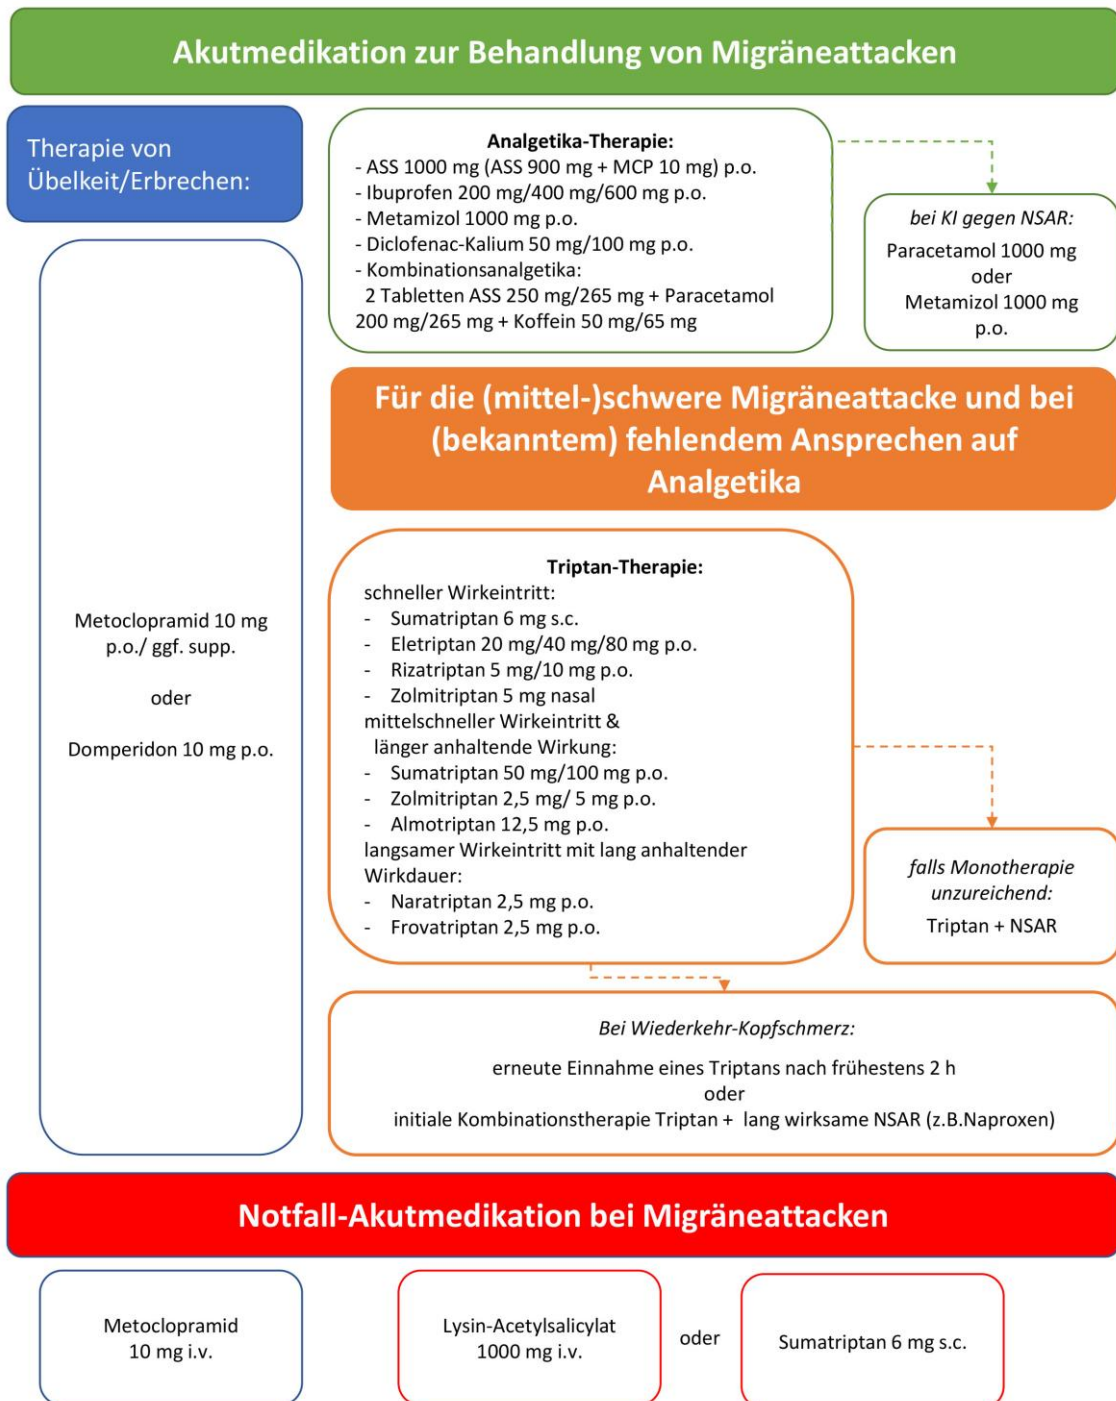 Akutmedikation zur Behandlung von Migräneattacken
Therapie von
Übelkeit/Erbrechen:
Metoclopramid 10 mg
p.o./ ggf. supp.
oder
Domperidon 10 mg p.o.
Analgetika-Therapie:
- ASS 1000 mg (ASS 900 mg + MCP 10 mg) p.o.
- Ibuprofen 200 mg/400 mg/600 mg p.o.
- Metamizol 1000 mg p.o.
- Diclofenac-Kalium 50 mg/100 mg p.o.
- Kombinationsanalgetika:
2 Tabletten ASS 250 mg/265 mg + Paracetamol
200 mg/265 mg + Koffein 50 mg/65 mg
bei KI gegen NSAR:
Paracetamol 1000 mg
oder
Metamizol 1000 mg
p.o.
Für die (mittel-)schwere Migräneattacke und bei
(bekanntem) fehlendem Ansprechen auf
Analgetika
Triptan-Therapie:
schneller Wirkeintritt:
- Sumatriptan 6 mg s.c.
- Eletriptan 20 mg/40 mg/80 mg p.o.
- Rizatriptan 5 mg/10 mg p.o.
- Zolmitriptan 5 mg nasal
mittelschneller Wirkeintritt &
länger anhaltende Wirkung:
- Sumatriptan 50 mg/100 mg p.o.
- Zolmitriptan 2,5 mg/ 5 mg p.o.
- Almotriptan 12,5 mg p.o.
langsamer Wirkeintritt mit lang anhaltender
Wirkdauer:
- Naratriptan 2,5 mg p.o.
- Frovatriptan 2,5 mg p.o.
falls Monotherapie
unzureichend:
Triptan + NSAR
Bei Wiederkehr-Kopfschmerz:
erneute Einnahme eines Triptans nach frühestens 2 h
oder
initiale Kombinationstherapie Triptan + lang wirksame NSAR (z.B.Naproxen)
Notfall-Akutmedikation bei Migräneattacken
Metoclopramid
10 mg i.v.
Lysin-Acetylsalicylat
1000 mg i.v.
oder
Sumatriptan 6 mg s.c.